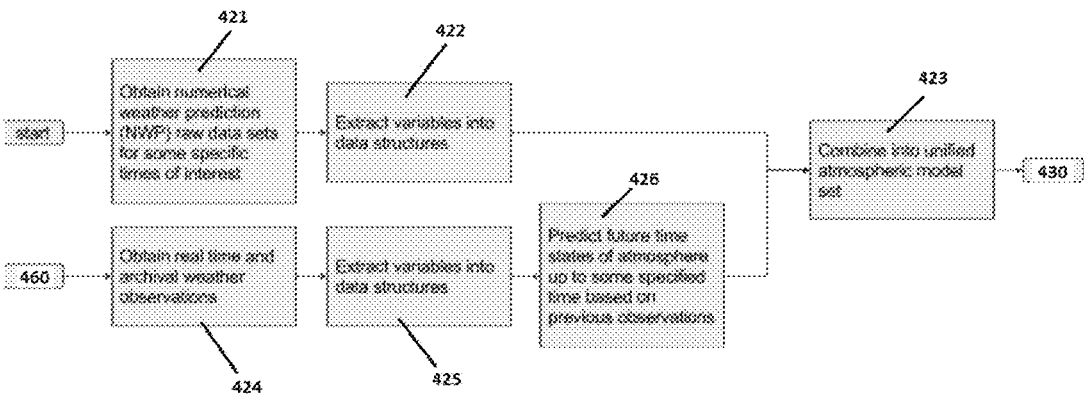 421
422
423
start
Obtain numerical
weather prediction
(NWP) raw data sets
for some specific
times of interest
Extract variables into
data structures
Combine into unified
atmospheric model
set
430
426
460
Obtain real time and
archival weather
observations
Extract variables into
data structures
Predict future time
states of atmosphere
up to some specified
time based on
previous observations
424
425